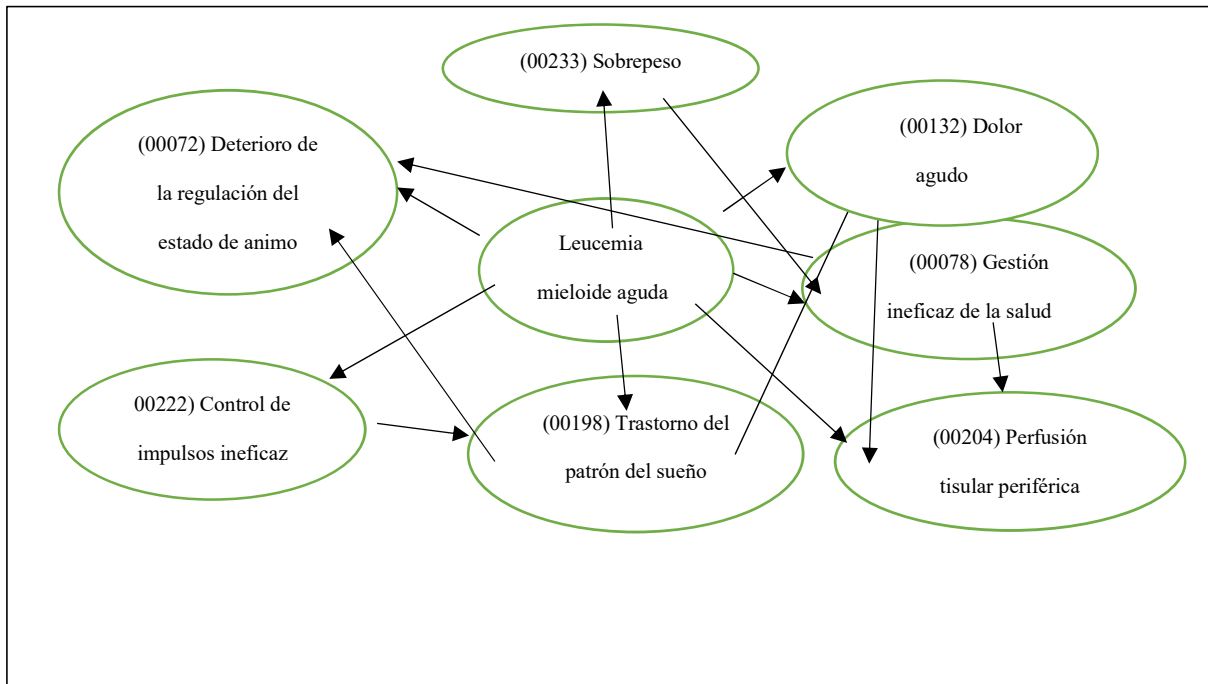 (00233) Sobrepeso
(00132) Dolor
agudo
(00072) Deterioro de
la regulación del
estado de animo
Leucemia
mieloide aguda
(00078) Gestión
ineficaz de la salud
00222) Control de
impulsos ineficaz
(00198) Trastorno del
patrón del sueño
(00204) Perfusión
tisular periférica